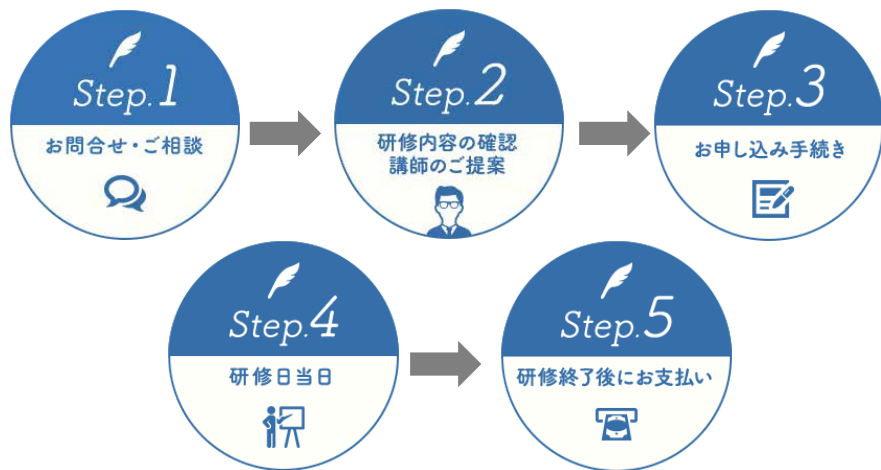 Step.1
お問合せ・ご相談
Step.2
研修内容の確認
講師のご提案
Step.3
お申し込み手続き
Step.4
研修日当日
Step.5
研修終了後にお支払い